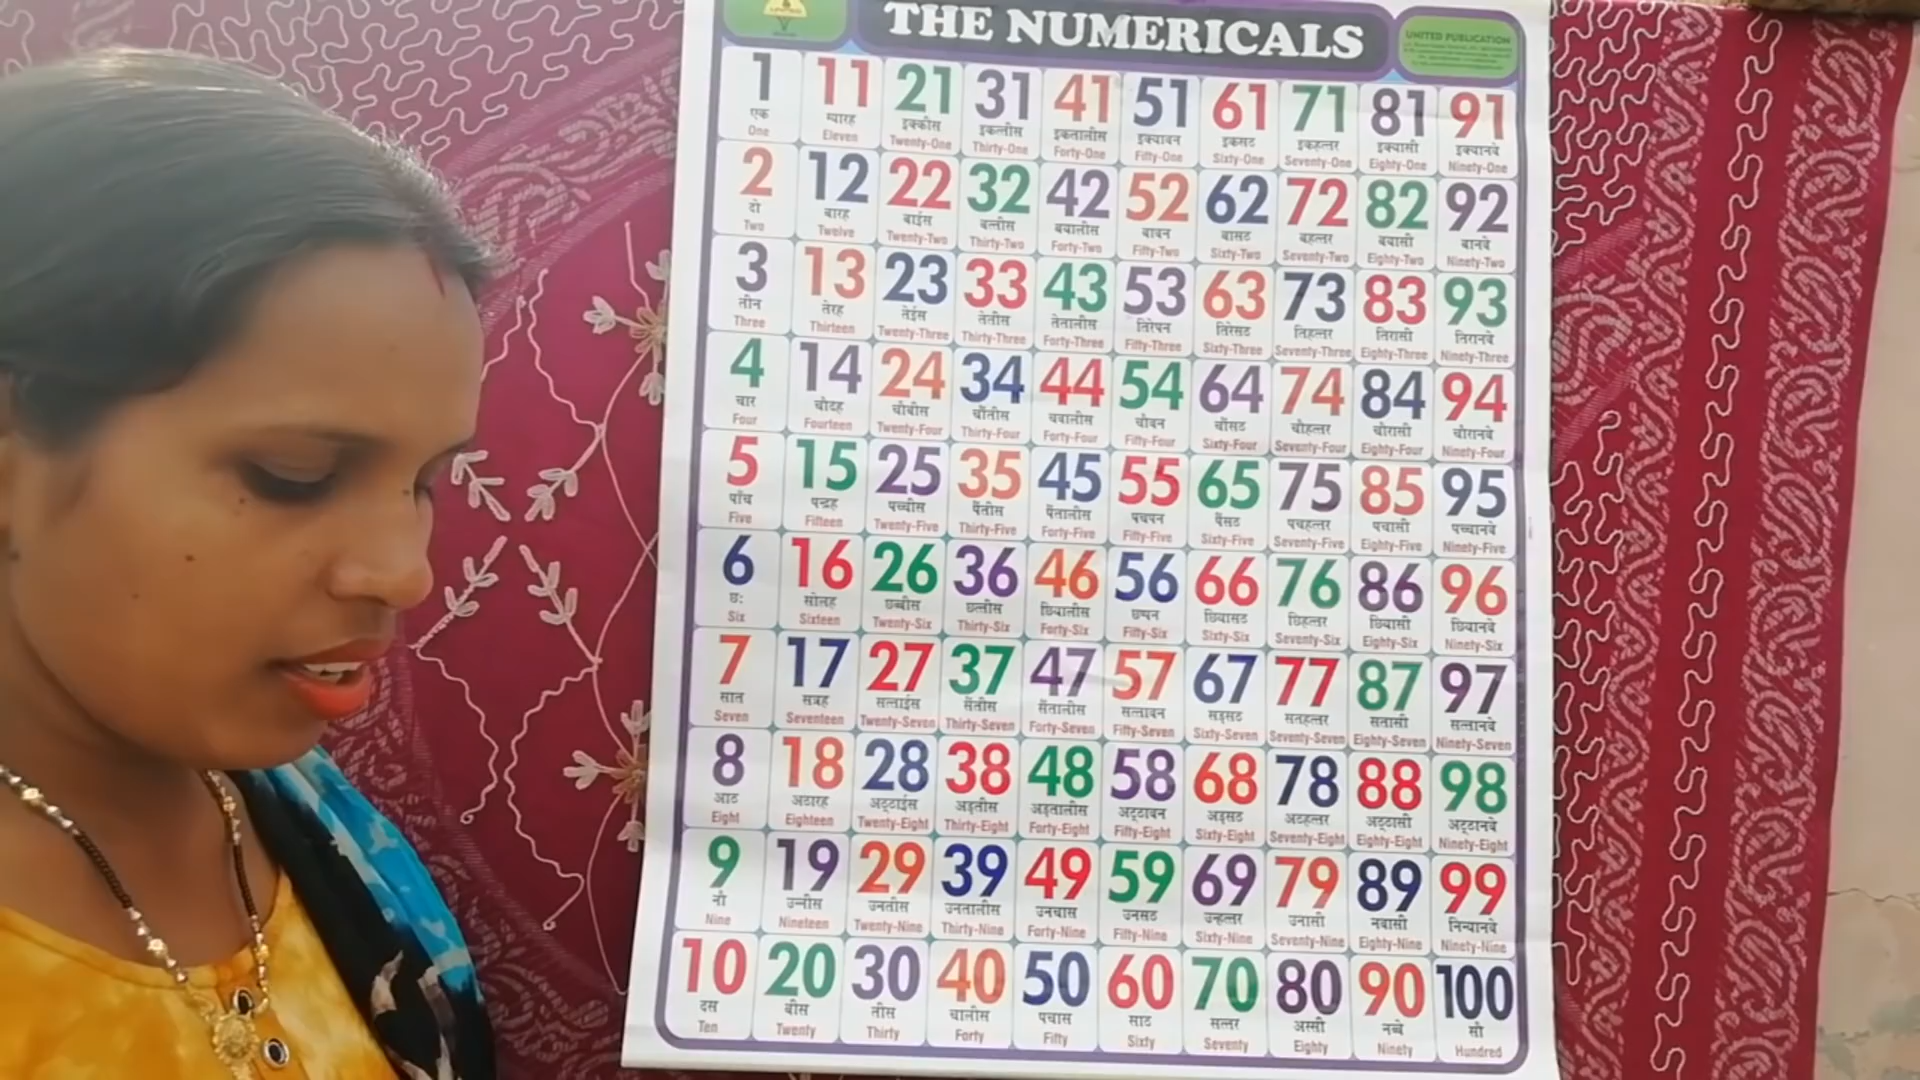 THE NUMERICALS
UNITED PUBLICATION
1 11 21 31 41 51 61 71 81 91
एक ग्यारह इक्कीस इकत्तीस इकतालीस इक्यावन इकसठ इकहत्तर इक्यासी इक्यानवे
One Eleven Twenty-One Thirty-One Forty-One Fifty-One Sixty-One Seventy-One Eighty-One Ninety-One
2 12 22 32 42 52 62 72 82 92
दो बारह बाईस बत्तीस बयालीस बावन बासठ बहत्तर बयासी बानवे
Two Twelve Twenty-Two Thirty-Two Forty-Two Fifty-Two Sixty-Two Seventy-Two Eighty-Two Ninety-Two
3 13 23 33 43 53 63 73 83 93
तीन तेरह तेईस तेतीस तेतालीस तिरेपन तिरेसठ तिहत्तर तिरासी तिरानवे
Three Thirteen Twenty-Three Thirty-Three Forty-Three Fifty-Three Sixty-Three Seventy-Three Eighty-Three Ninety-Three
4 14 24 34 44 54 64 74 84 94
चार चौदह चौबीस चौंतीस चवालीस चौवन चौंसठ चौहत्तर चौरासी चौरानवे
Four Fourteen Twenty-Four Thirty-Four Forty-Four Fifty-Four Sixty-Four Seventy-Four Eighty-Four Ninety-Four
5 15 25 35 45 55 65 75 85 95
पाँच पन्द्रह पच्चीस पैंतीस पैंतालीस पचपन पैंसठ पचहत्तर पचासी पच्चानवे
Five Fifteen Twenty-Five Thirty-Five Forty-Five Fifty-Five Sixty-Five Seventy-Five Eighty-Five Ninety-Five
6 16 26 36 46 56 66 76 86 96
छः सोलह छब्बीस छत्तीस छियालीस छप्पन छियासठ छिहत्तर छियासी छियानवे
Six Sixteen Twenty-Six Thirty-Six Forty-Six Fifty-Six Sixty-Six Seventy-Six Eighty-Six Ninety-Six
7 17 27 37 47 57 67 77 87 97
सात सत्रह सत्ताईस सैंतीस सैंतालीस सत्तावन सड़सठ सतहत्तर सतासी सत्तानवे
Seven Seventeen Twenty-Seven Thirty-Seven Forty-Seven Fifty-Seven Sixty-Seven Seventy-Seven Eighty-Seven Ninety-Seven
8 18 28 38 48 58 68 78 88 98
आठ अठारह अट्ठाईस अड़तीस अड़तालीस अट्ठावन अड़सठ अठहत्तर अट्ठासी अट्ठानवे
Eight Eighteen Twenty-Eight Thirty-Eight Forty-Eight Fifty-Eight Sixty-Eight Seventy-Eight Eighty-Eight Ninety-Eight
9 19 29 39 49 59 69 79 89 99
नौ उन्नीस उनतीस उनतालीस उनचास उनसठ उन्हत्तर उनासी नवासी निन्यानवे
Nine Nineteen Twenty-Nine Thirty-Nine Forty-Nine Fifty-Nine Sixty-Nine Seventy-Nine Eighty-Nine Ninety-Nine
10 20 30 40 50 60 70 80 90 100
दस बीस तीस चालीस पचास साठ सत्तर अस्सी नब्बे सौ
Ten Twenty Thirty Forty Fifty Sixty Seventy Eighty Ninety Hundred